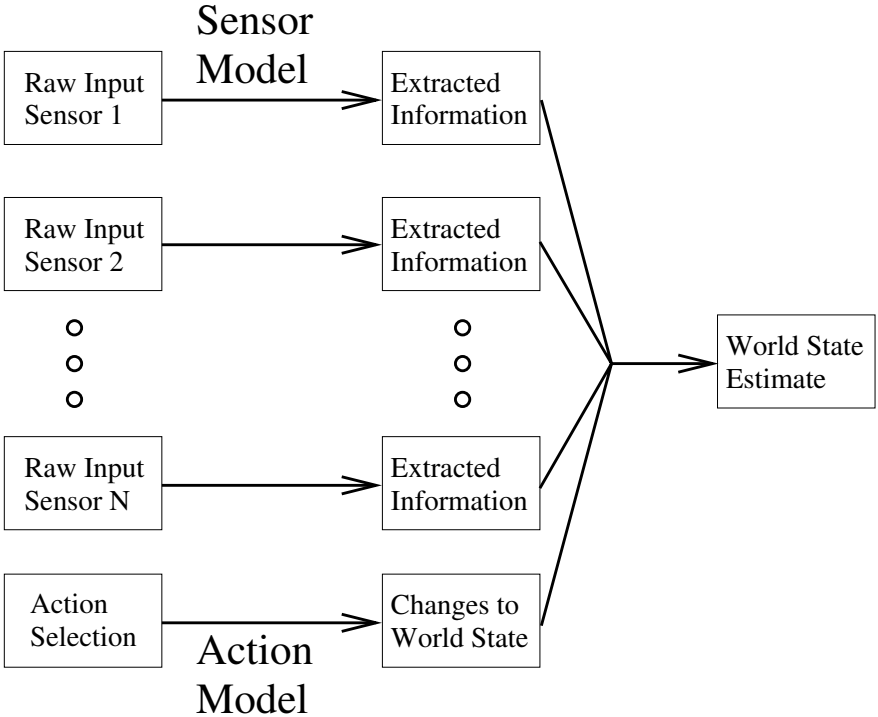 Sensor
Model
Raw Input
Sensor 1
Extracted
Information
Raw Input
Sensor 2
Extracted
Information
World State
Estimate
Raw Input
Sensor N
Extracted
Information
Action
Selection
Changes to
World State
Action
Model